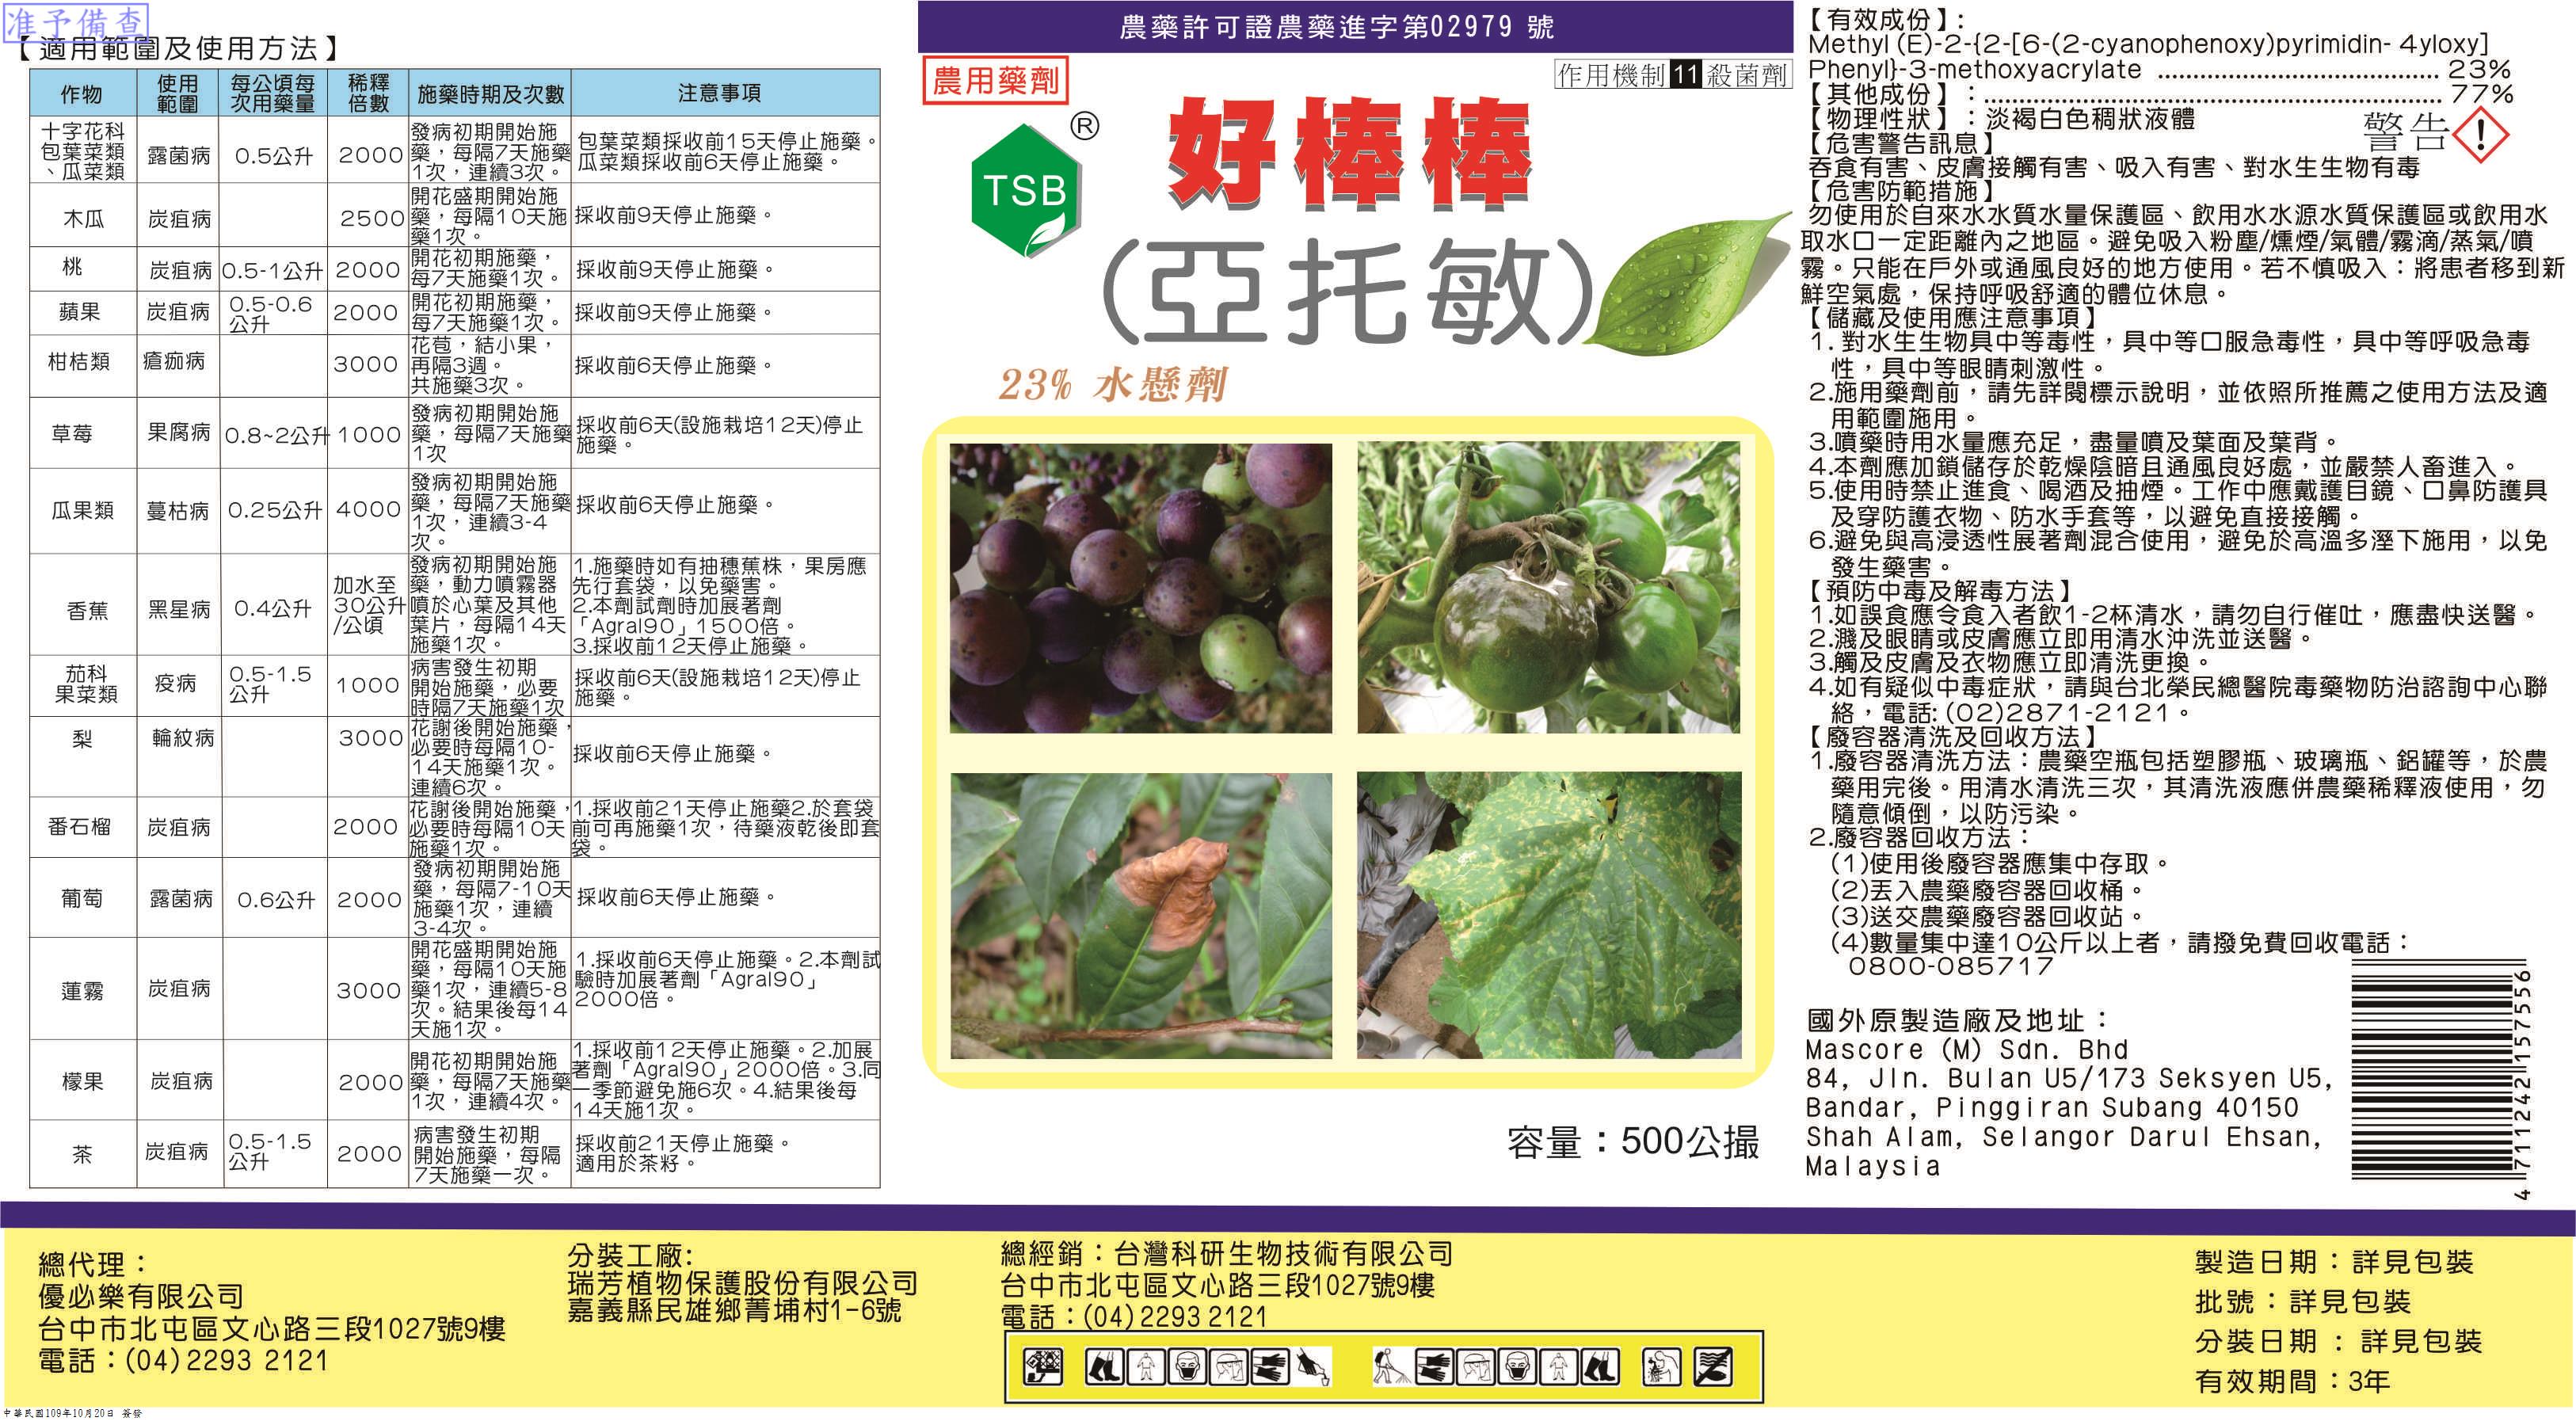 准予備查
【適用範圍及使用方法】
作物 使用範圍 每公頃每次用藥量 稀釋倍數 施藥時期及次數 注意事項
十字花科包葉菜類、瓜菜類 露菌病 0.5公升 2000 發病初期開始施藥，每隔7天施藥1次，連續3次。 包葉菜類採收前15天停止施藥。瓜菜類採收前6天停止施藥。
木瓜 炭疽病 2500 開花盛期開始施藥，每隔10天施藥1次。 採收前9天停止施藥。
桃 炭疽病 0.5-1公升 2000 開花初期施藥，每7天施藥1次。 採收前9天停止施藥。
蘋果 炭疽病 0.5-0.6公升 2000 開花初期施藥，每7天施藥1次。 採收前9天停止施藥。
柑桔類 瘡痂病 3000 花苞，結小果，再隔3週。共施藥3次。 採收前6天停止施藥。
草莓 果腐病 0.8~2公升 1000 發病初期開始施藥，每隔7天施藥1次 採收前6天(設施栽培12天)停止施藥。
瓜果類 蔓枯病 0.25公升 4000 發病初期開始施藥，每隔7天施藥1次，連續3-4次。 採收前6天停止施藥。
香蕉 黑星病 0.4公升 加水至30公升/公頃 發病初期開始施藥，動力噴霧器噴於心葉及其他葉片，每隔14天施藥1次。 1.施藥時如有抽穗蕉株，果房應先行套袋，以免藥害。2.本劑試劑時加展著劑「Agral90」1500倍。3.採收前12天停止施藥。
茄科果菜類 疫病 0.5-1.5公升 1000 病害發生初期開始施藥，必要時隔7天施藥1次 採收前6天(設施栽培12天)停止施藥。
梨 輪紋病 3000 花謝後開始施藥，必要時每隔10-14天施藥1次。連續6次。 採收前6天停止施藥。
番石榴 炭疽病 2000 花謝後開始施藥，必要時每隔10天施藥1次。 1.採收前21天停止施藥2.於套袋前可再施藥1次，待藥液乾後即套袋。
葡萄 露菌病 0.6公升 2000 發病初期開始施藥，每隔7-10天施藥1次，連續3-4次。 採收前6天停止施藥。
蓮霧 炭疽病 3000 開花盛期開始施藥，每隔10天施藥1次，連續5-8次。結果後每14天施1次。 1.採收前6天停止施藥。2.本劑試驗時加展著劑「Agral90」2000倍。
檬果 炭疽病 2000 開花初期開始施藥，每隔7天施藥1次，連續4次。 1.採收前12天停止施藥。2.加展著劑「Agral90」2000倍。3.同一季節避免施6次。4.結果後每14天施1次。
茶 炭疽病 0.5-1.5公升 2000 病害發生初期開始施藥，每隔7天施藥一次。 採收前21天停止施藥。適用於茶籽。
農藥許可證農藥進字第02979 號
農用藥劑
作用機制11殺菌劑
TSB®
好棒棒
(亞托敏)
23% 水懸劑
容量：500公撮
【有效成份】:
Methyl (E)-2-{2-[6-(2-cyanophenoxy)pyrimidin- 4yloxy]
Phenyl}-3-methoxyacrylate ........................................ 23%
【其他成份】：................................................................. 77%
【物理性狀】：淡褐白色稠狀液體
警告
【危害警告訊息】
吞食有害、皮膚接觸有害、吸入有害、對水生生物有毒
【危害防範措施】
勿使用於自來水水質水量保護區、飲用水水源水質保護區或飲用水
取水口一定距離內之地區。避免吸入粉塵/燻煙/氣體/霧滴/蒸氣/噴
霧。只能在戶外或通風良好的地方使用。若不慎吸入：將患者移到新
鮮空氣處，保持呼吸舒適的體位休息。
【儲藏及使用應注意事項】
1. 對水生生物具中等毒性，具中等口服急毒性，具中等呼吸急毒
性，具中等眼睛刺激性。
2.施用藥劑前，請先詳閱標示說明，並依照所推薦之使用方法及適
用範圍施用。
3.噴藥時用水量應充足，盡量噴及葉面及葉背。
4.本劑應加鎖儲存於乾燥陰暗且通風良好處，並嚴禁人畜進入。
5.使用時禁止進食、喝酒及抽煙。工作中應戴護目鏡、口鼻防護具
及穿防護衣物、防水手套等，以避免直接接觸。
6.避免與高浸透性展著劑混合使用，避免於高溫多溼下施用，以免
發生藥害。
【預防中毒及解毒方法】
1.如誤食應令食入者飲1-2杯清水，請勿自行催吐，應盡快送醫。
2.濺及眼睛或皮膚應立即用清水沖洗並送醫。
3.觸及皮膚及衣物應立即清洗更換。
4.如有疑似中毒症狀，請與台北榮民總醫院毒藥物防治諮詢中心聯
絡，電話: (02)2871-2121。
【廢容器清洗及回收方法】
1.廢容器清洗方法：農藥空瓶包括塑膠瓶、玻璃瓶、鋁罐等，於農
藥用完後。用清水清洗三次，其清洗液應併農藥稀釋液使用，勿
隨意傾倒，以防污染。
2.廢容器回收方法：
(1)使用後廢容器應集中存取。
(2)丟入農藥廢容器回收桶。
(3)送交農藥廢容器回收站。
(4)數量集中達10公斤以上者，請撥免費回收電話：
0800-085717
國外原製造廠及地址：
Mascore (M) Sdn. Bhd
84, Jln. Bulan U5/173 Seksyen U5,
Bandar, Pinggiran Subang 40150
Shah Alam, Selangor Darul Ehsan,
Malaysia
4 711242 157556
總代理：
優必樂有限公司
台中市北屯區文心路三段1027號9樓
電話：(04)2293 2121
分裝工廠:
瑞芳植物保護股份有限公司
嘉義縣民雄鄉菁埔村1-6號
總經銷：台灣科研生物技術有限公司
台中市北屯區文心路三段1027號9樓
電話：(04)2293 2121
製造日期：詳見包裝
批號：詳見包裝
分裝日期 ：詳見包裝
有效期間：3年
中華民國109年10月20日 簽發